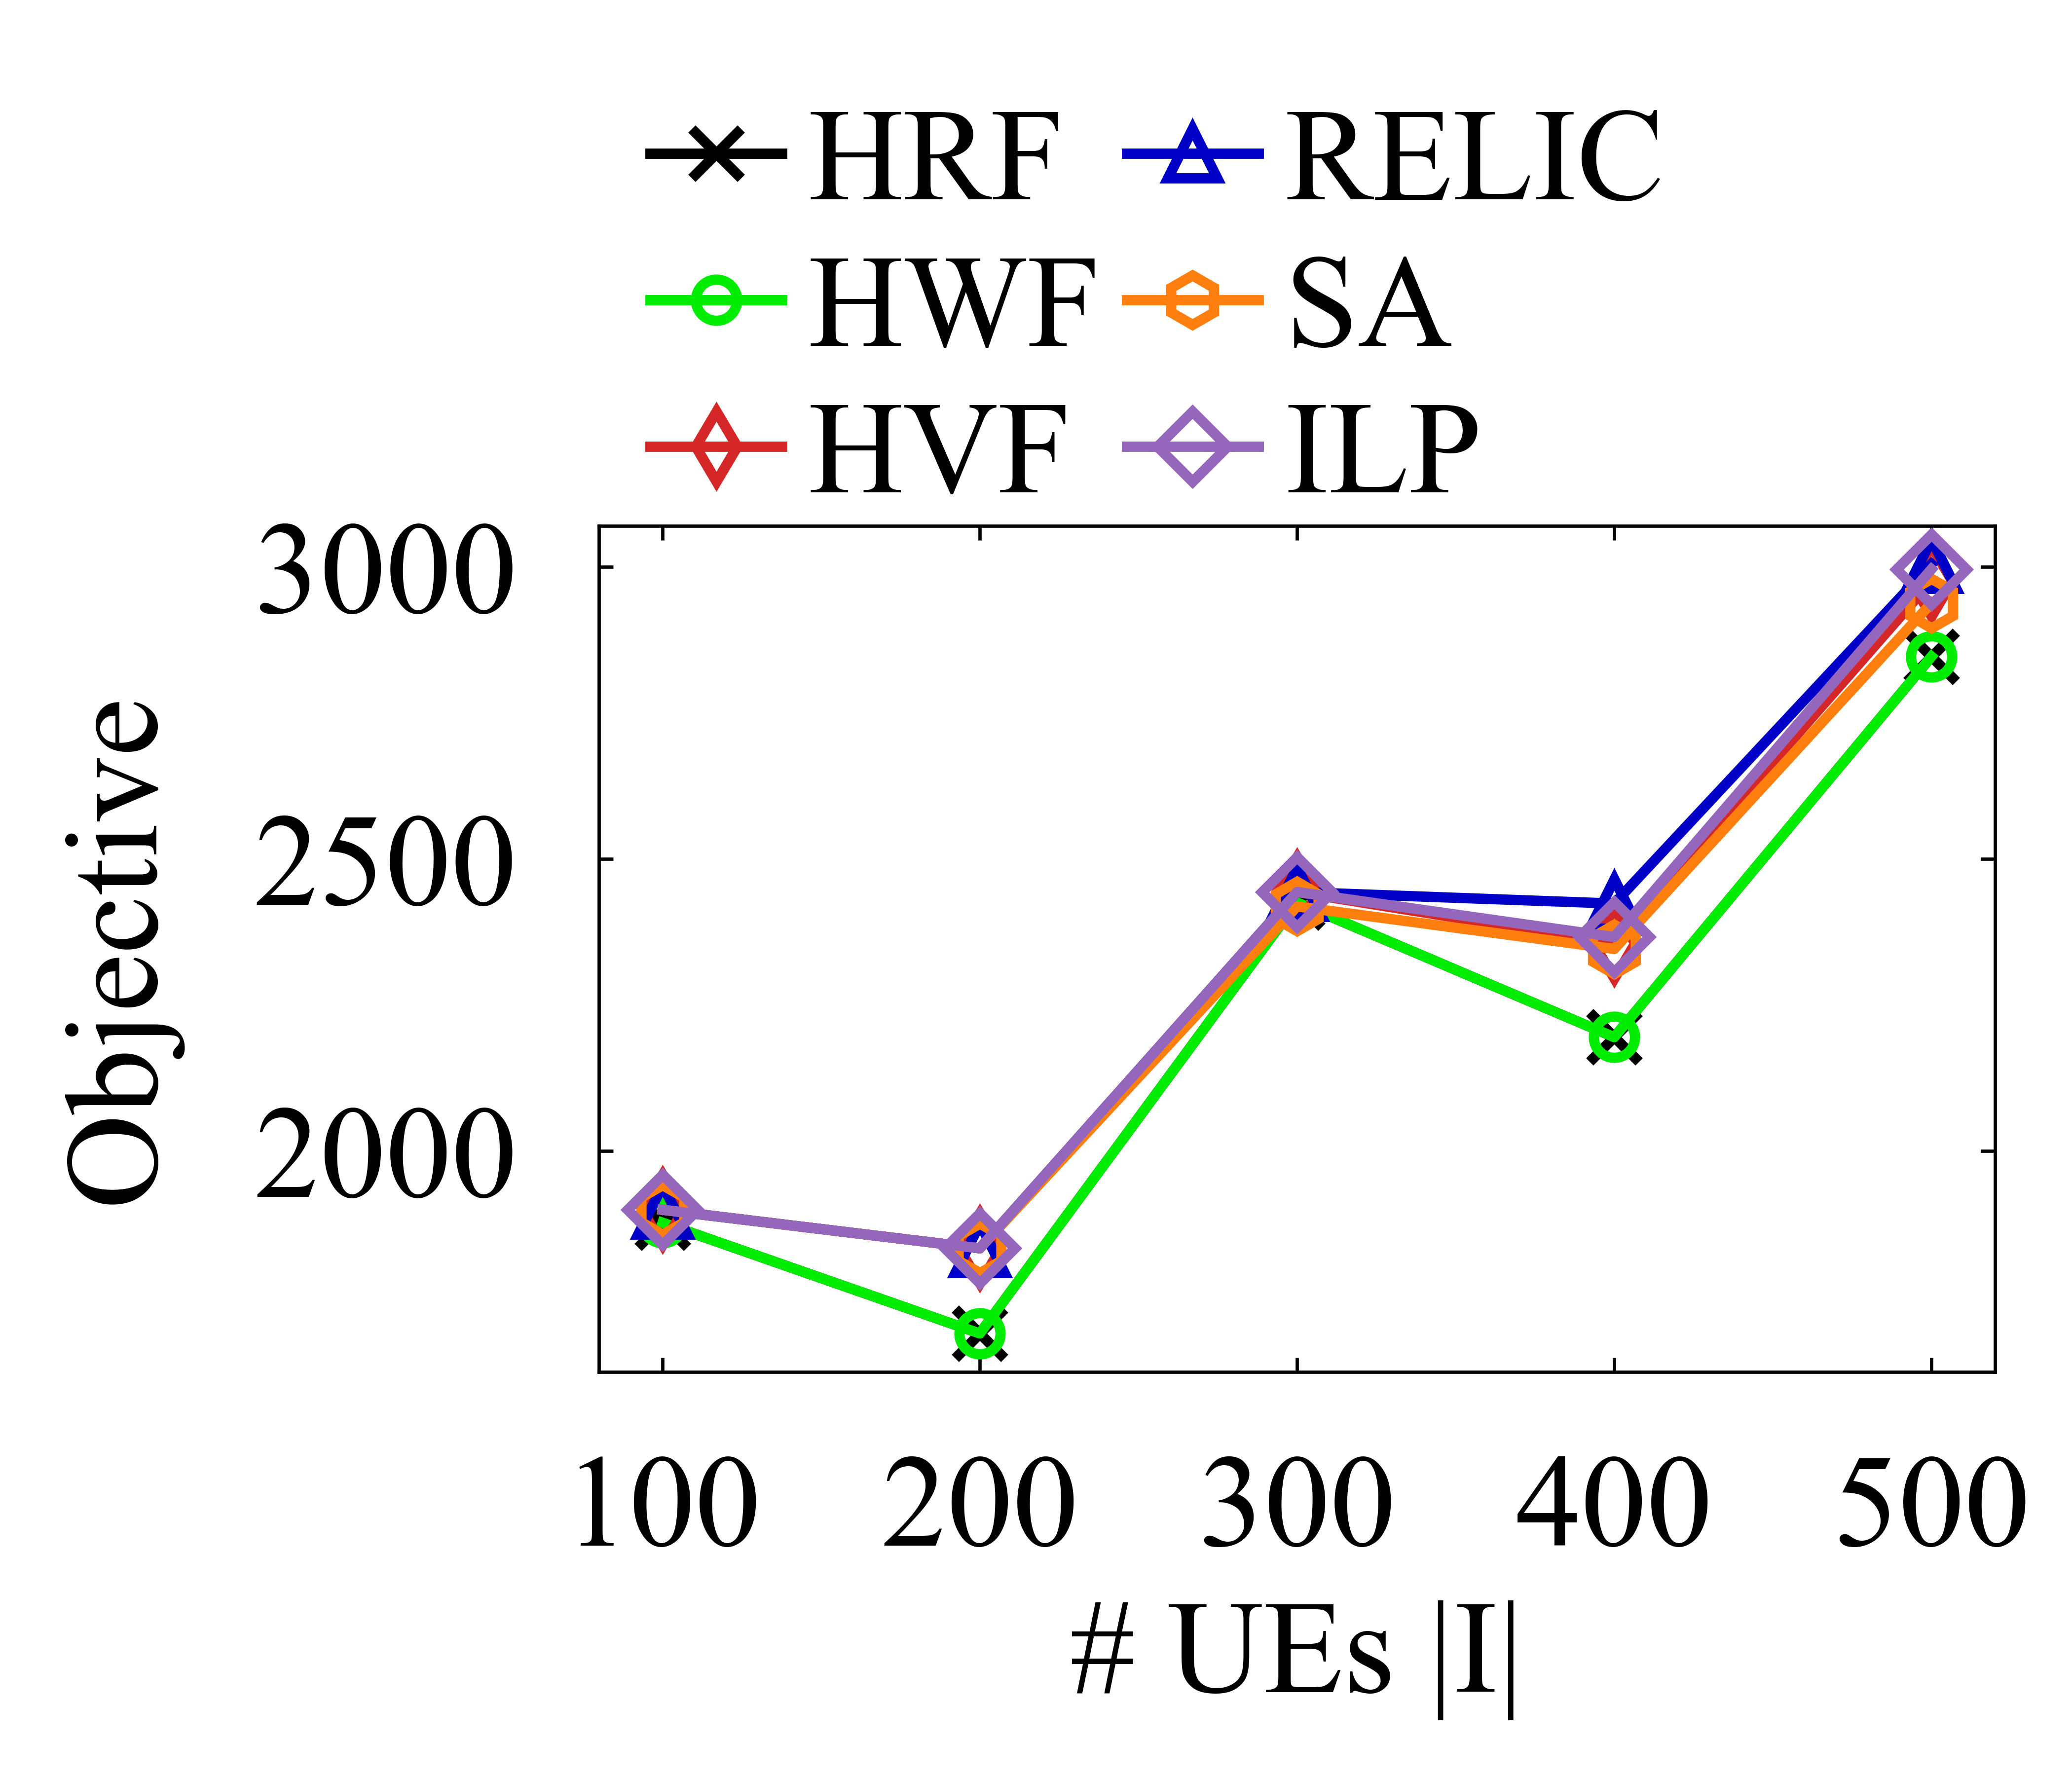 HRF RELIC
HWF SA
HVF ILP
3000
2500
2000
Objective
100 200 300 400 500
# UEs |I|